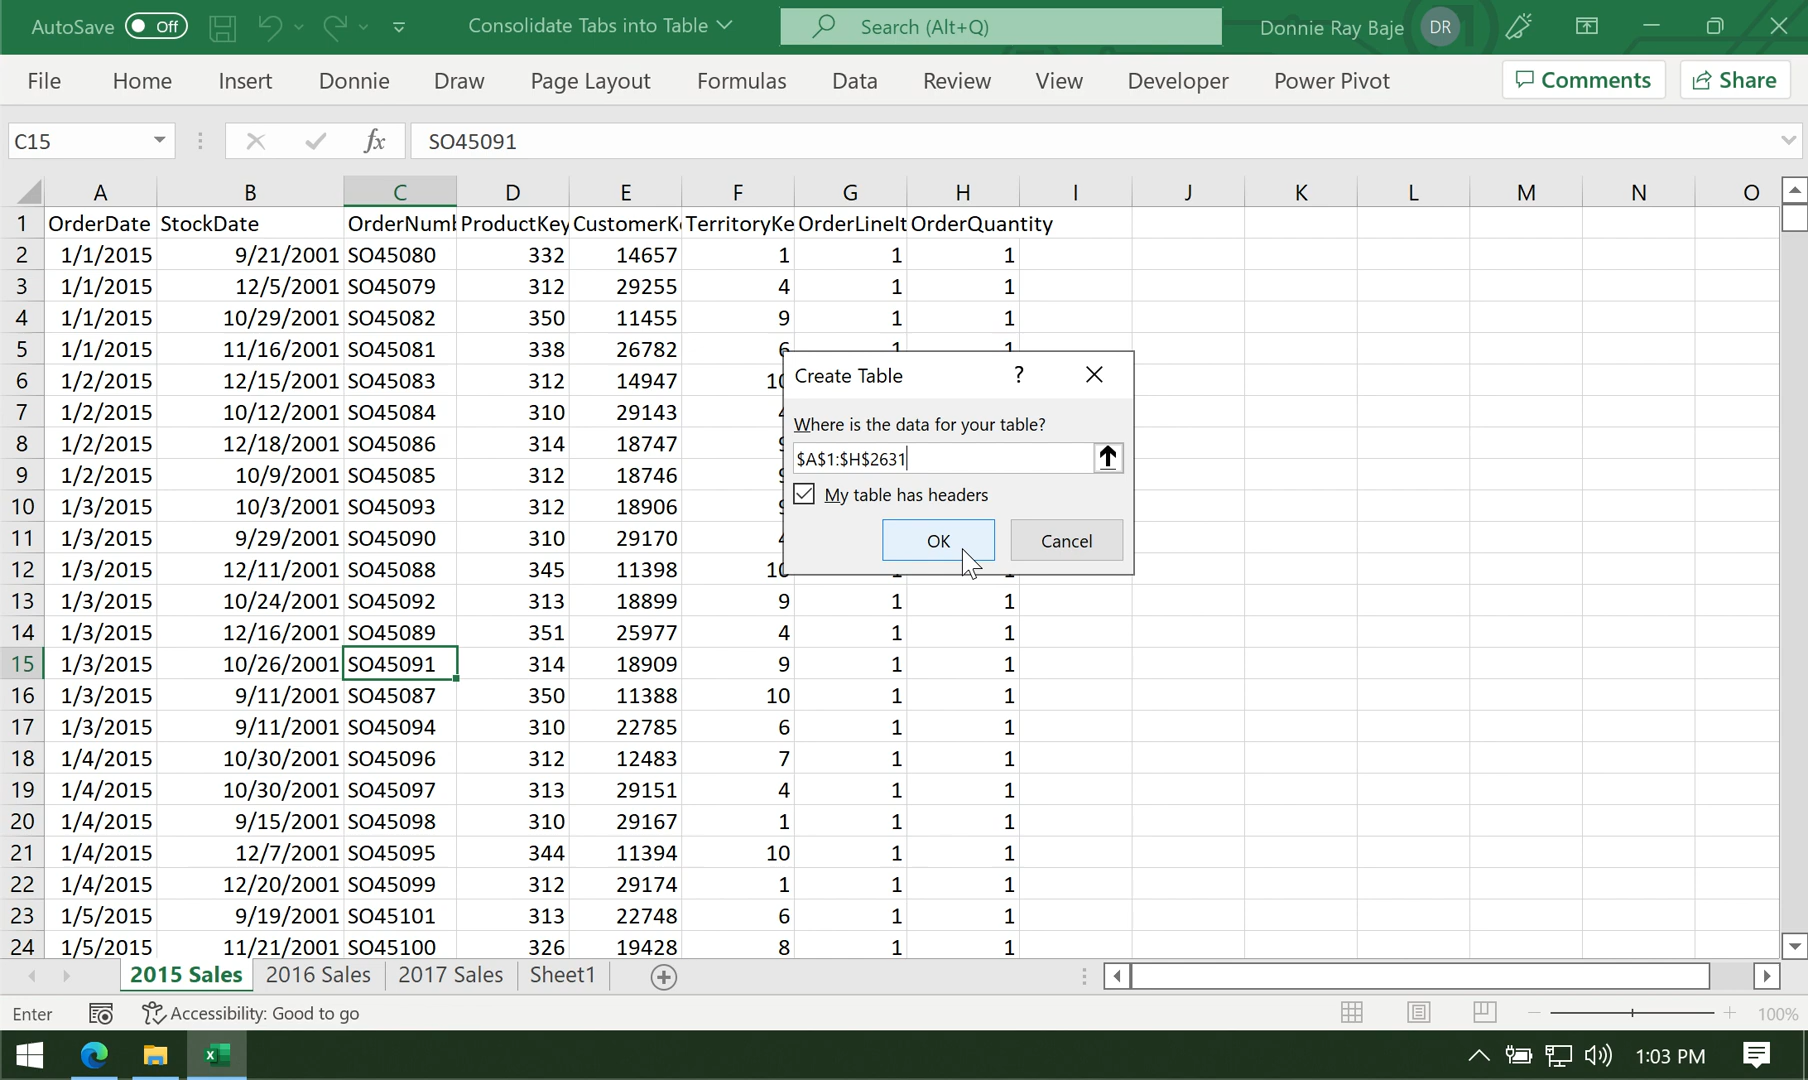 AutoSave Off Consolidate Tabs into Table Search (Alt+Q) Donnie Ray Baje DR
File Home Insert Donnie Draw Page Layout Formulas Data Review View Developer Power Pivot Comments Share
C15 fx SO45091
A B C D E F G H I J K L M N O
1 OrderDate StockDate OrderNumb ProductKey CustomerK TerritoryKe OrderLineIt OrderQuantity
2 1/1/2015 9/21/2001 SO45080 332 14657 1 1 1
3 1/1/2015 12/5/2001 SO45079 312 29255 4 1 1
4 1/1/2015 10/29/2001 SO45082 350 11455 9 1 1
5 1/1/2015 11/16/2001 SO45081 338 26782 6 1 1
6 1/2/2015 12/15/2001 SO45083 312 14947 10
7 1/2/2015 10/12/2001 SO45084 310 29143
8 1/2/2015 12/18/2001 SO45086 314 18747
9 1/2/2015 10/9/2001 SO45085 312 18746
10 1/3/2015 10/3/2001 SO45093 312 18906
11 1/3/2015 9/29/2001 SO45090 310 29170
12 1/3/2015 12/11/2001 SO45088 345 11398 10
13 1/3/2015 10/24/2001 SO45092 313 18899 9 1 1
14 1/3/2015 12/16/2001 SO45089 351 25977 4 1 1
15 1/3/2015 10/26/2001 SO45091 314 18909 9 1 1
16 1/3/2015 9/11/2001 SO45087 350 11388 10 1 1
17 1/3/2015 9/11/2001 SO45094 310 22785 6 1 1
18 1/4/2015 10/30/2001 SO45096 312 12483 7 1 1
19 1/4/2015 10/30/2001 SO45097 313 29151 4 1 1
20 1/4/2015 9/15/2001 SO45098 310 29167 1 1 1
21 1/4/2015 12/7/2001 SO45095 344 11394 10 1 1
22 1/4/2015 12/20/2001 SO45099 312 29174 1 1 1
23 1/5/2015 9/19/2001 SO45101 313 22748 6 1 1
24 1/5/2015 11/21/2001 SO45100 326 19428 8 1 1
Create Table ?
Where is the data for your table?
$A$1:$H$2631
My table has headers
OK Cancel
2015 Sales 2016 Sales 2017 Sales Sheet1
Enter Accessibility: Good to go 100%
1:03 PM